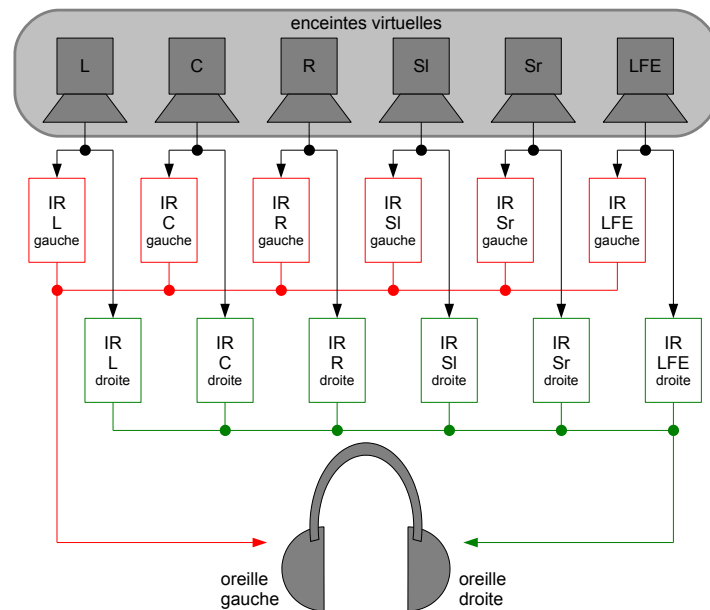 enceintes virtuelles
L
C
R
Sl
Sr
LFE
IR
L
gauche
IR
C
gauche
IR
R
gauche
IR
Sl
gauche
IR
Sr
gauche
IR
LFE
gauche
IR
L
droite
IR
C
droite
IR
R
droite
IR
Sl
droite
IR
Sr
droite
IR
LFE
droite
oreille
gauche
oreille
droite